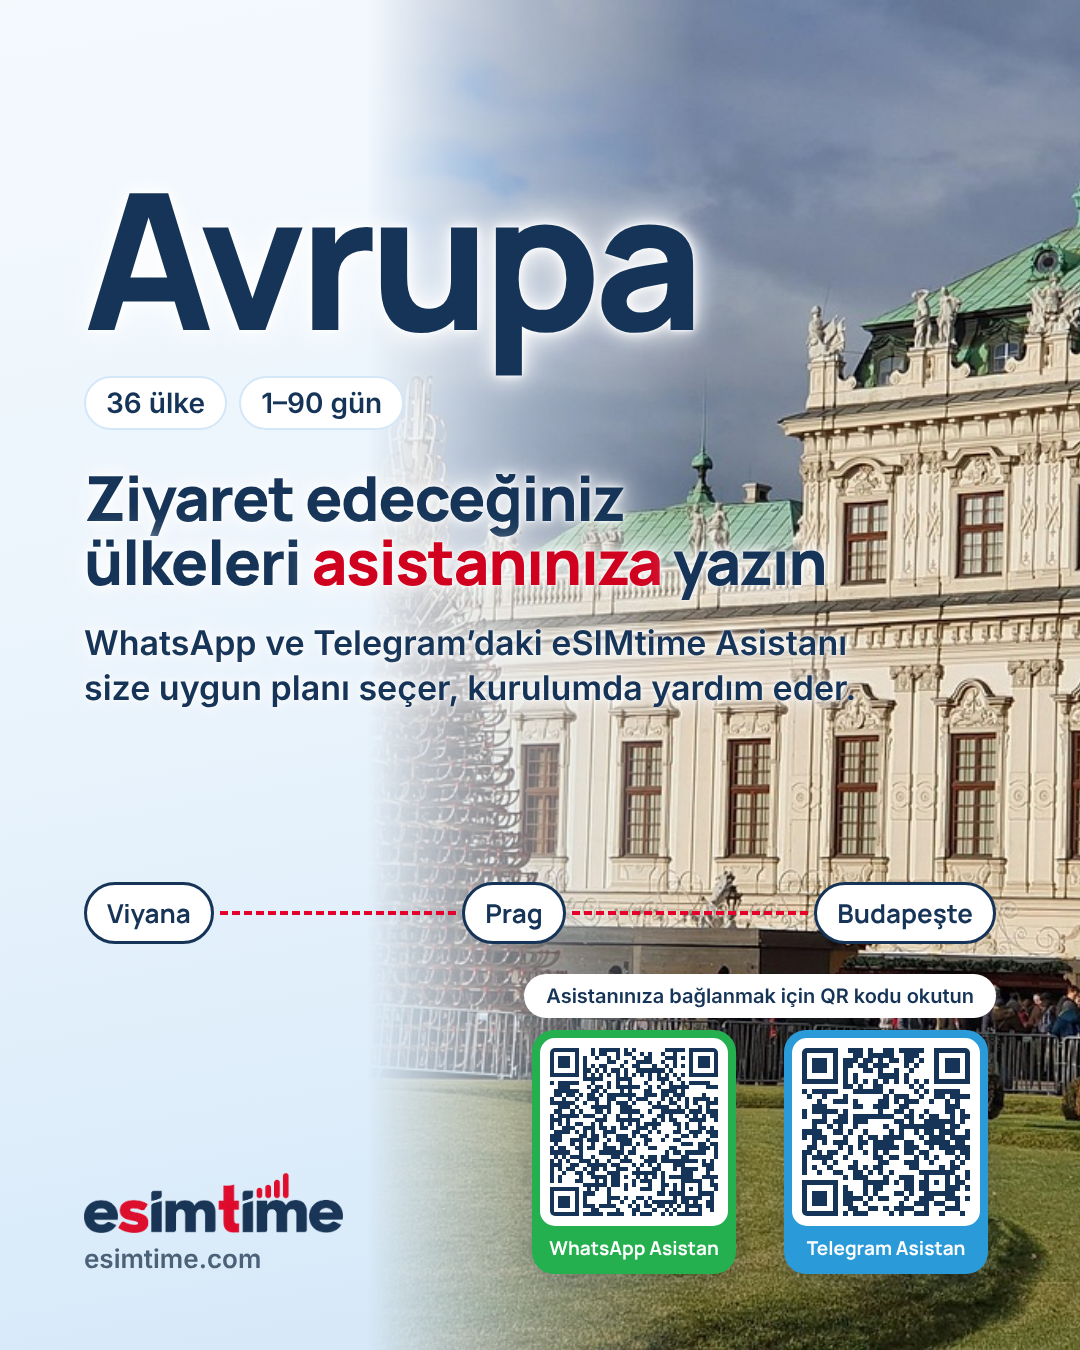 Avrupa
36 ülke
1–90 gün
Ziyaret edeceğiniz
ülkeleri asistanınıza yazın
WhatsApp ve Telegram’daki eSIMtime Asistanı
size uygun planı seçer, kurulumda yardım eder.
Viyana
Prag
Budapeşte
Asistanınıza bağlanmak için QR kodu okutun
WhatsApp Asistan
Telegram Asistan
esimtime
esimtime.com